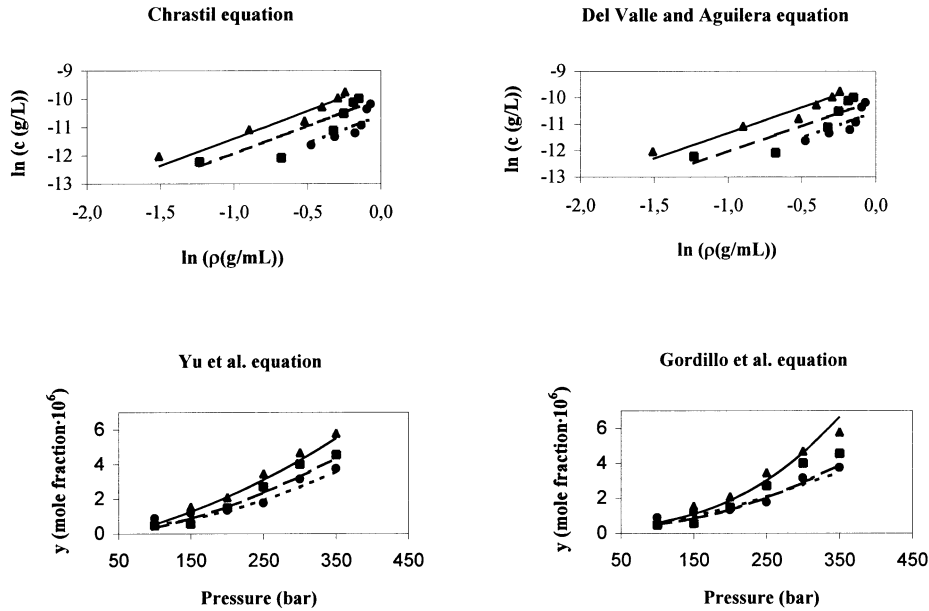 Chrastil equation
-9
-10
-11
-12
-13
ln (c (g/L))
-2,0 -1,5 -1,0 -0,5 0,0
ln (ρ(g/mL))
Del Valle and Aguilera equation
-9
-10
-11
-12
-13
ln (c (g/L))
-2,0 -1,5 -1,0 -0,5 0,0
ln (ρ(g/mL))
Yu et al. equation
6
4
2
0
y (mole fraction·10⁶)
50 150 250 350 450
Pressure (bar)
Gordillo et al. equation
6
4
2
0
y (mole fraction·10⁶)
50 150 250 350 450
Pressure (bar)